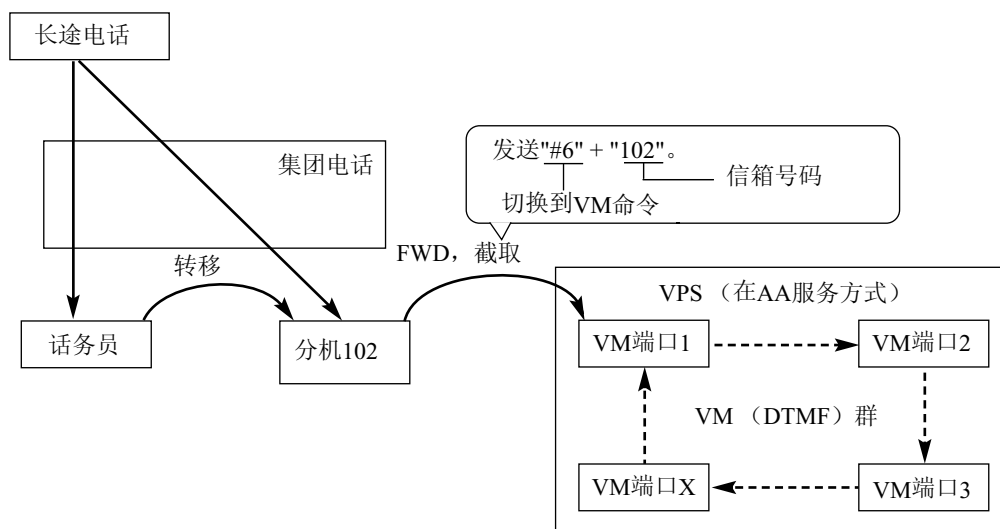 长途电话
集团电话
发送"#6" + "102"。
信箱号码
切换到VM命令
FWD，截取
转移
VPS （在AA服务方式）
话务员
分机102
VM端口1
VM端口2
VM （DTMF）群
VM端口X
VM端口3